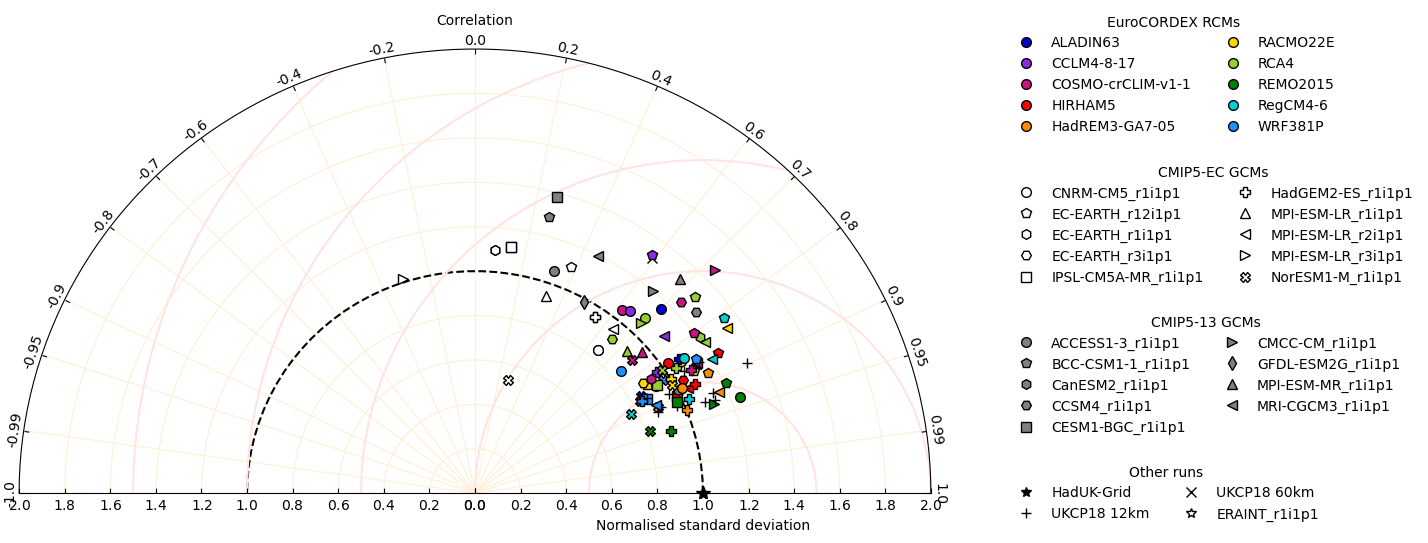 Correlation
-0.2 0.0 0.2
-0.4 0.4
-0.6 0.6
-0.7 0.7
-0.8 0.8
-0.9 0.9
-0.95 0.95
-0.99 0.99
-1.0 1.0
2.0 1.8 1.6 1.4 1.2 1.0 0.8 0.6 0.4 0.2 0.0 0.0 0.2 0.4 0.6 0.8 1.0 1.2 1.4 1.6 1.8 2.0
Normalised standard deviation
EuroCORDEX RCMs
ALADIN63 RACMO22E
CCLM4-8-17 RCA4
COSMO-crCLIM-v1-1 REMO2015
HIRHAM5 RegCM4-6
HadREM3-GA7-05 WRF381P
CMIP5-EC GCMs
CNRM-CM5_r1i1p1 HadGEM2-ES_r1i1p1
EC-EARTH_r12i1p1 MPI-ESM-LR_r1i1p1
EC-EARTH_r1i1p1 MPI-ESM-LR_r2i1p1
EC-EARTH_r3i1p1 MPI-ESM-LR_r3i1p1
IPSL-CM5A-MR_r1i1p1 NorESM1-M_r1i1p1
CMIP5-13 GCMs
ACCESS1-3_r1i1p1 CMCC-CM_r1i1p1
BCC-CSM1-1_r1i1p1 GFDL-ESM2G_r1i1p1
CanESM2_r1i1p1 MPI-ESM-MR_r1i1p1
CCSM4_r1i1p1 MRI-CGCM3_r1i1p1
CESM1-BGC_r1i1p1
Other runs
HadUK-Grid UKCP18 60km
UKCP18 12km ERAINT_r1i1p1